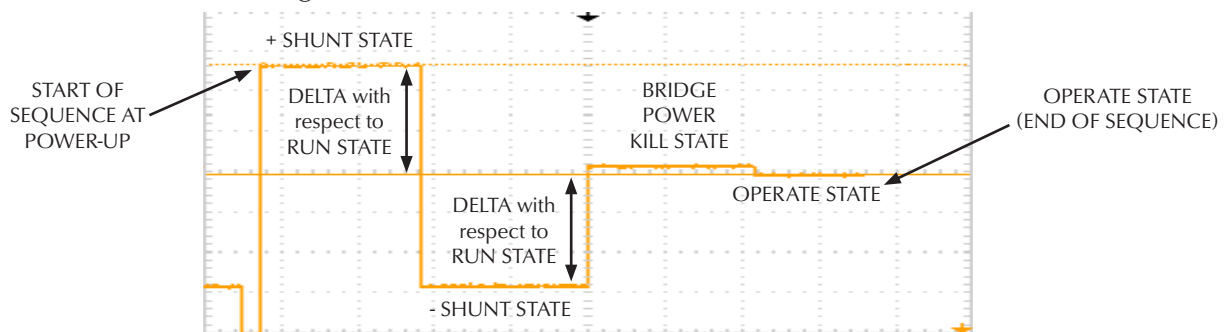 + SHUNT STATE
START OF
SEQUENCE AT
POWER-UP
DELTA with
respect to
RUN STATE
BRIDGE
POWER
KILL STATE
OPERATE STATE
(END OF SEQUENCE)
DELTA with
respect to
RUN STATE
OPERATE STATE
- SHUNT STATE